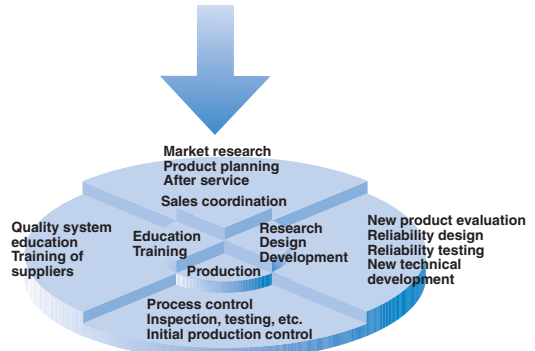 Market research
Product planning
After service
Sales coordination
Quality system
education
Training of
suppliers
Education
Training
Research
Design
Development
New product evaluation
Reliability design
Reliability testing
New technical
development
Production
Process control
Inspection, testing, etc.
Initial production control